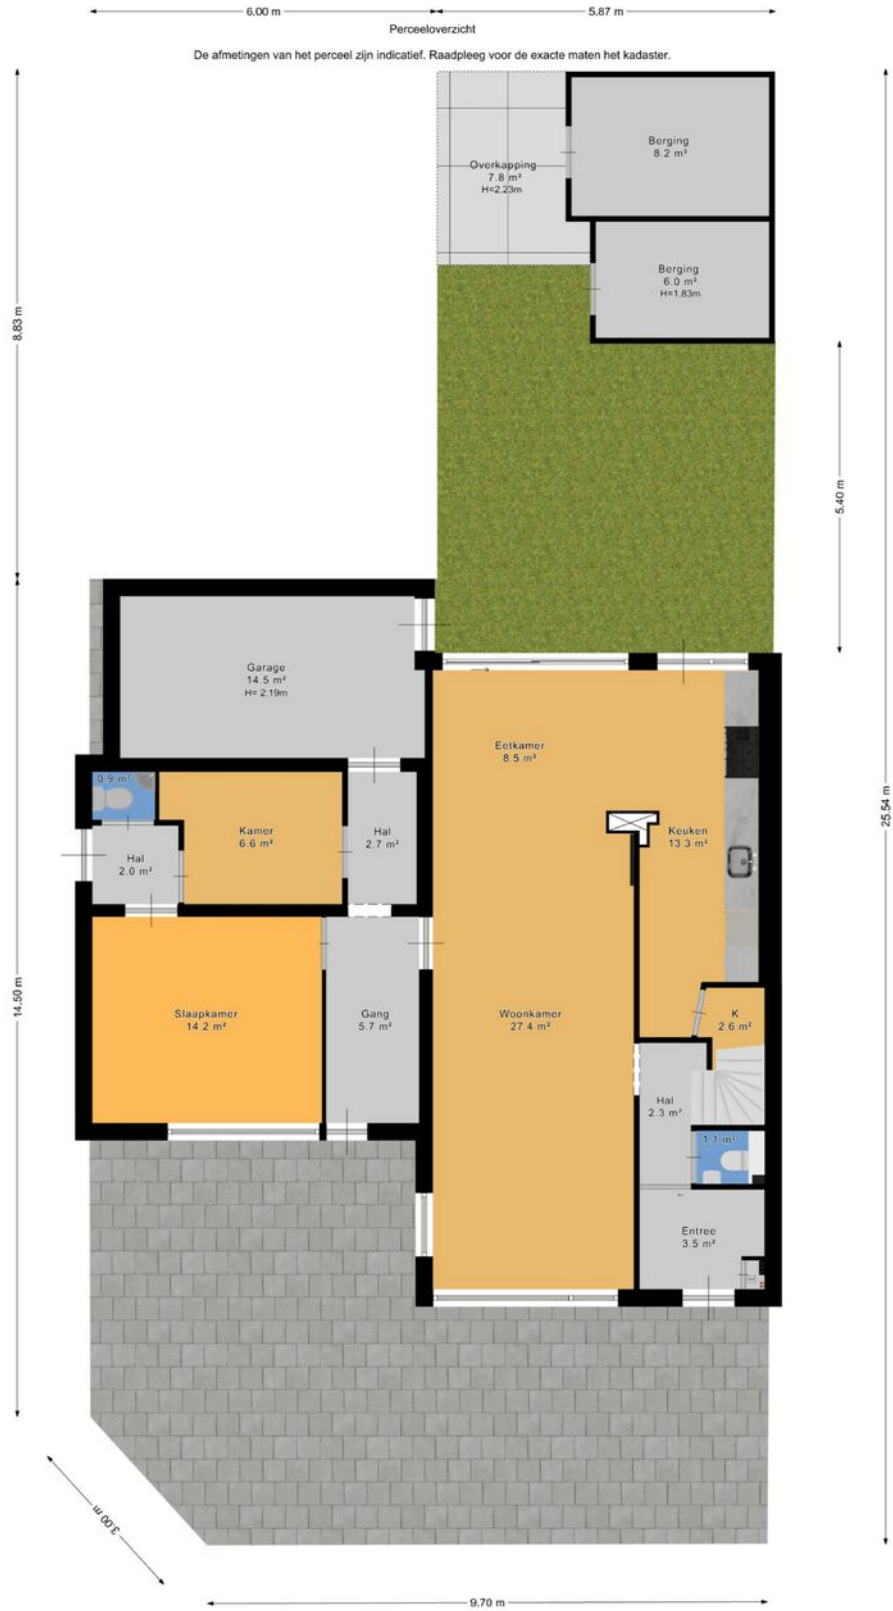 6.00 m
5.87 m
Perceeloverzicht
De afmetingen van het perceel zijn indicatief. Raadpleeg voor de exacte maten het kadaster.
Berging
8.2 m²
Overkapping
7.8 m²
H=2.23m
Berging
6.0 m²
H=1.83m
8.83 m
5.40 m
Garage
14.5 m²
H= 2.19m
Eetkamer
8.5 m²
0.9 m²
Kamer
6.6 m²
Hal
2.7 m²
Keuken
13.3 m²
25.54 m
Hal
2.0 m²
14.50 m
Slaapkamer
14.2 m²
Gang
5.7 m²
Woonkamer
27.4 m²
K
2.6 m²
Hal
2.3 m²
1.1 m²
Entree
3.5 m²
3.00 m
9.70 m